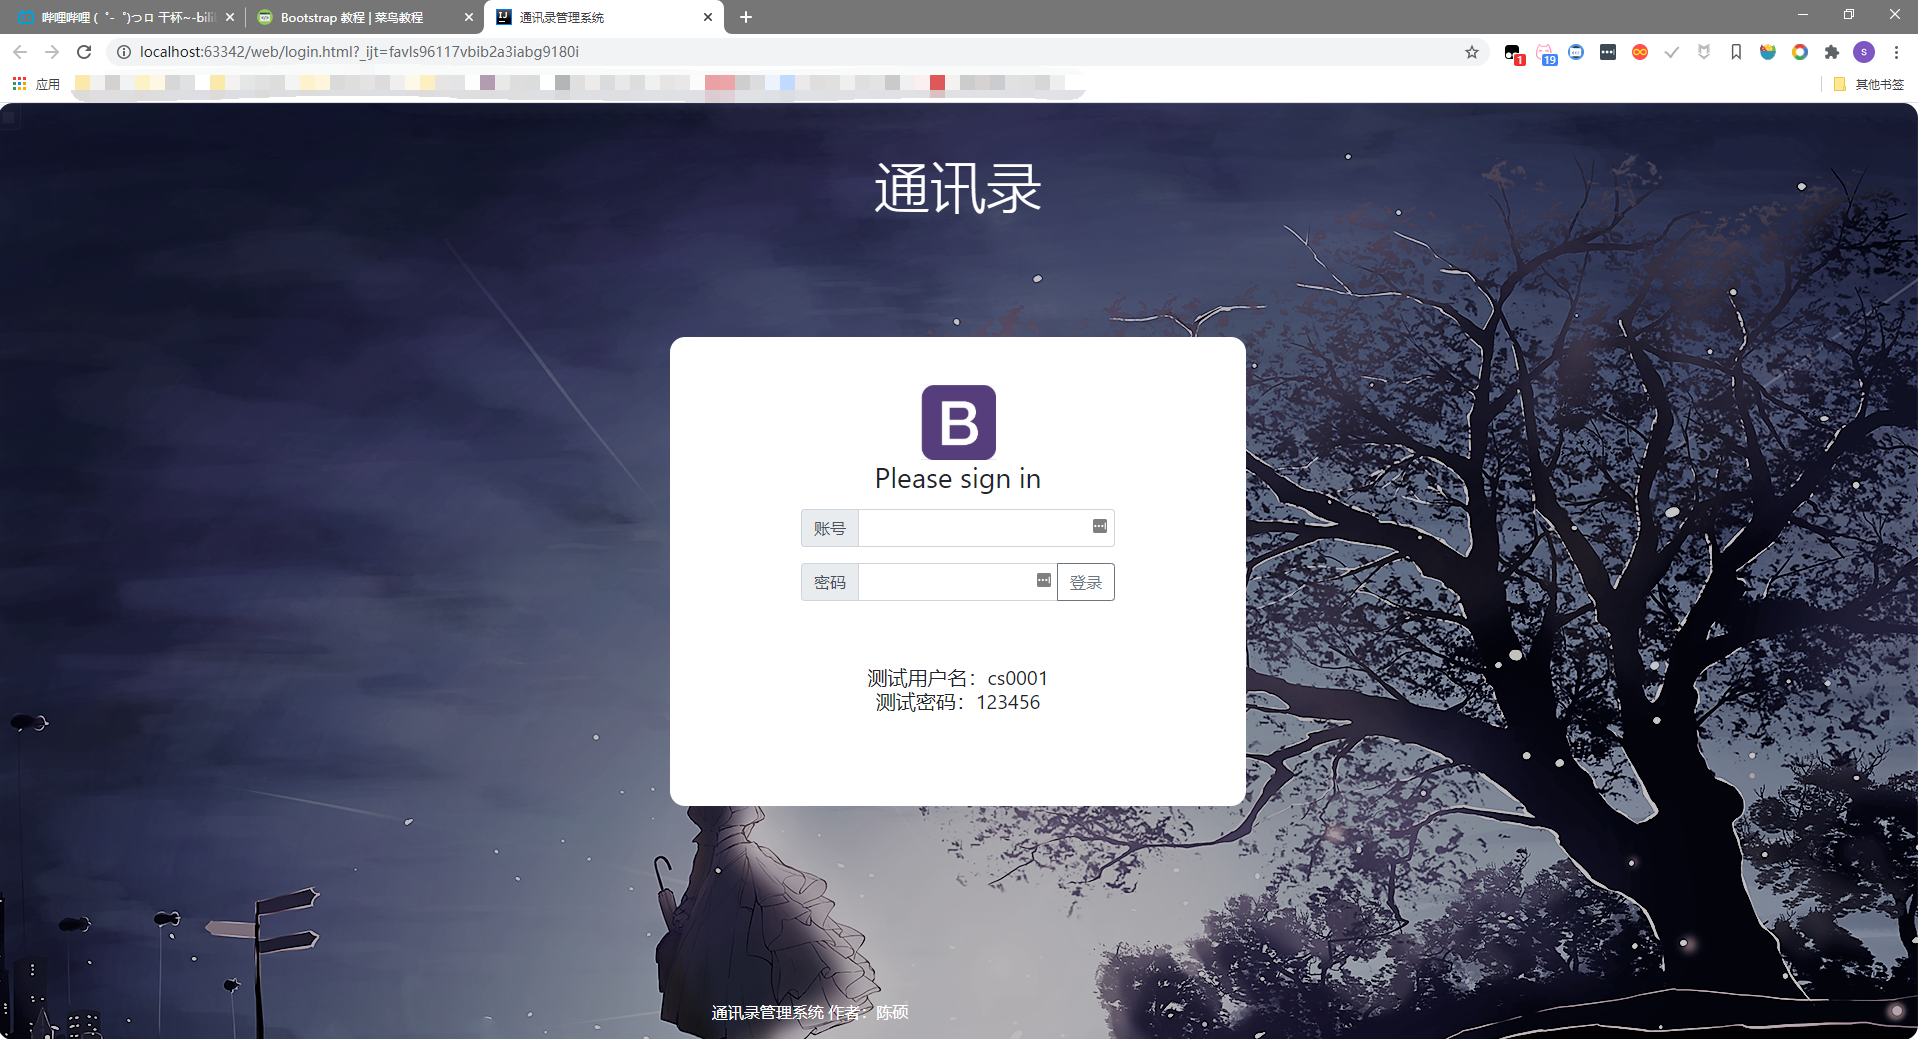 哔哩哔哩 (゜-゜)つロ 干杯~-bili
Bootstrap 教程 | 菜鸟教程
通讯录管理系统
localhost:63342/web/login.html?_ijt=favls96117vbib2a3iabg9180i
1
19
S
应用
其他书签
通讯录
B
Please sign in
账号
密码
登录
测试用户名：cs0001
测试密码：123456
通讯录管理系统 作者：陈硕